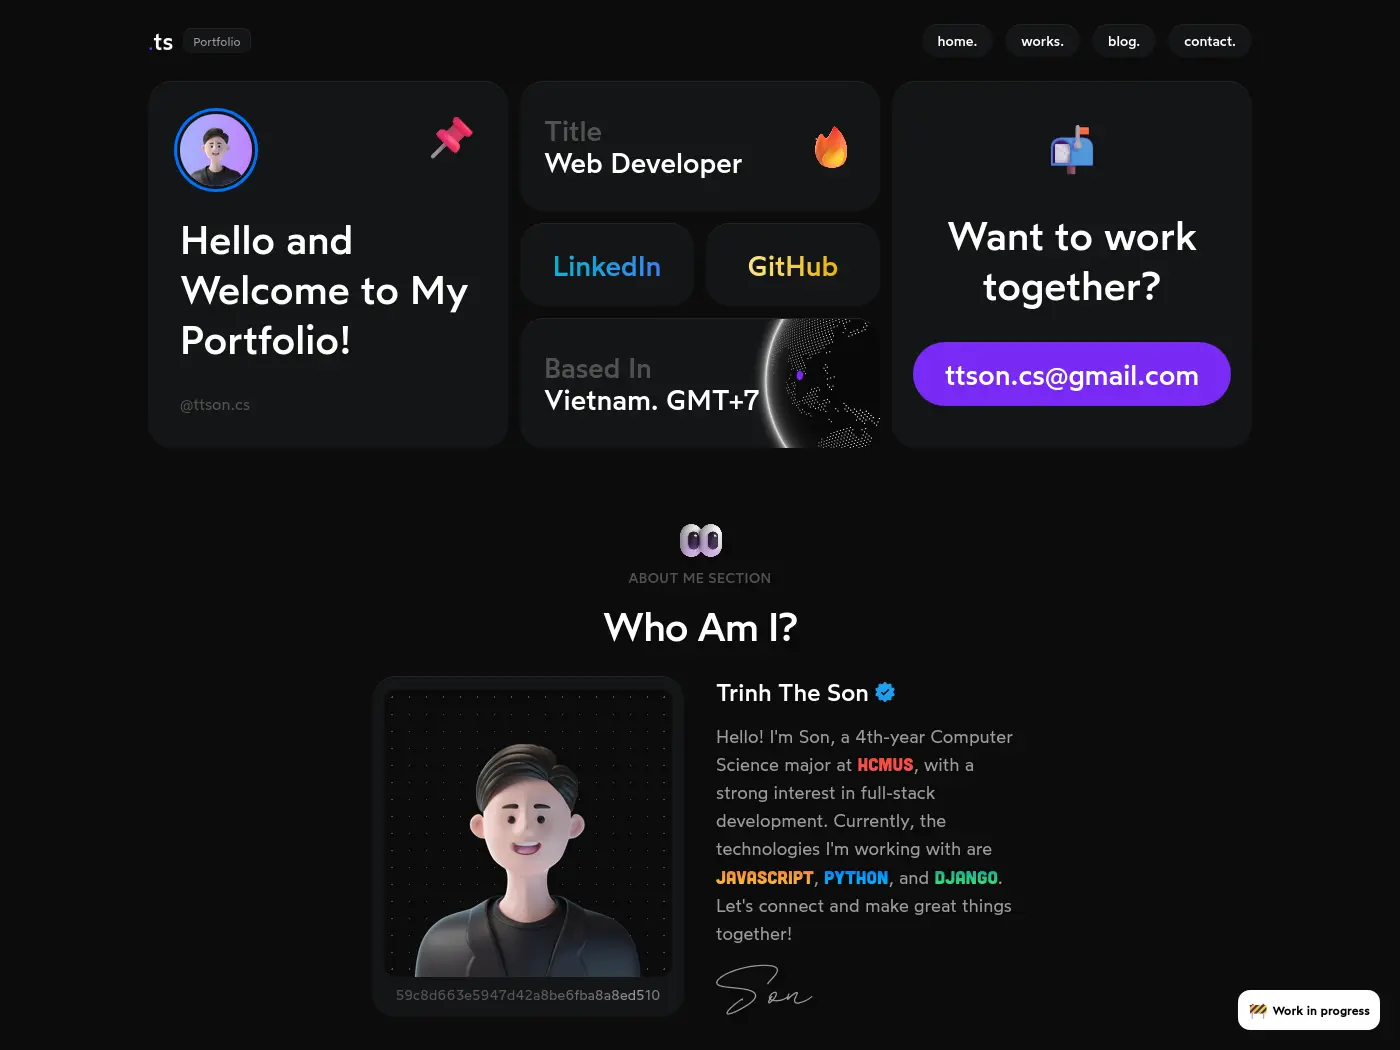 .ts
Portfolio
home.
works.
blog.
contact.
Hello and
Welcome to My
Portfolio!
@ttson.cs
Title
Web Developer
LinkedIn
GitHub
Based In
Vietnam. GMT+7
Want to work
together?
ttson.cs@gmail.com
ABOUT ME SECTION
Who Am I?
59c8d663e5947d42a8be6fba8a8ed510
Trinh The Son
Hello! I'm Son, a 4th-year Computer
Science major at HCMUS, with a
strong interest in full-stack
development. Currently, the
technologies I'm working with are
JAVASCRIPT, PYTHON, and DJANGO.
Let's connect and make great things
together!
Son
Work in progress